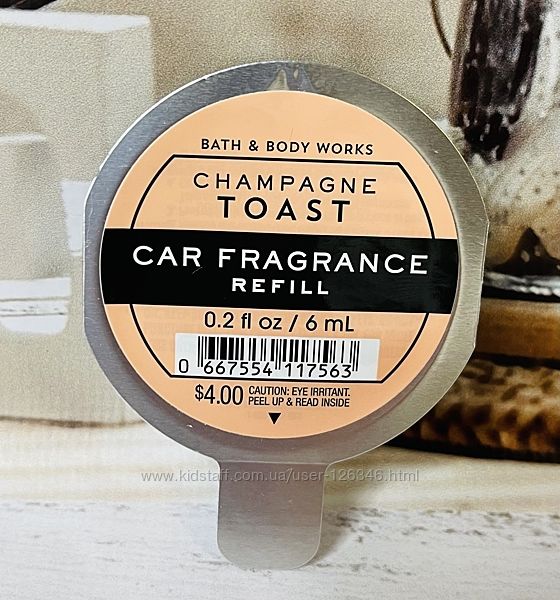 BATH & BODY WORKS
CHAMPAGNE
TOAST
CAR FRAGRANCE
REFILL
0.2 fl oz / 6 mL
0 667554 117563
$4.00 CAUTION: EYE IRRITANT.
PEEL UP & READ INSIDE
www.kidstaff.com.ua/user-126346.html